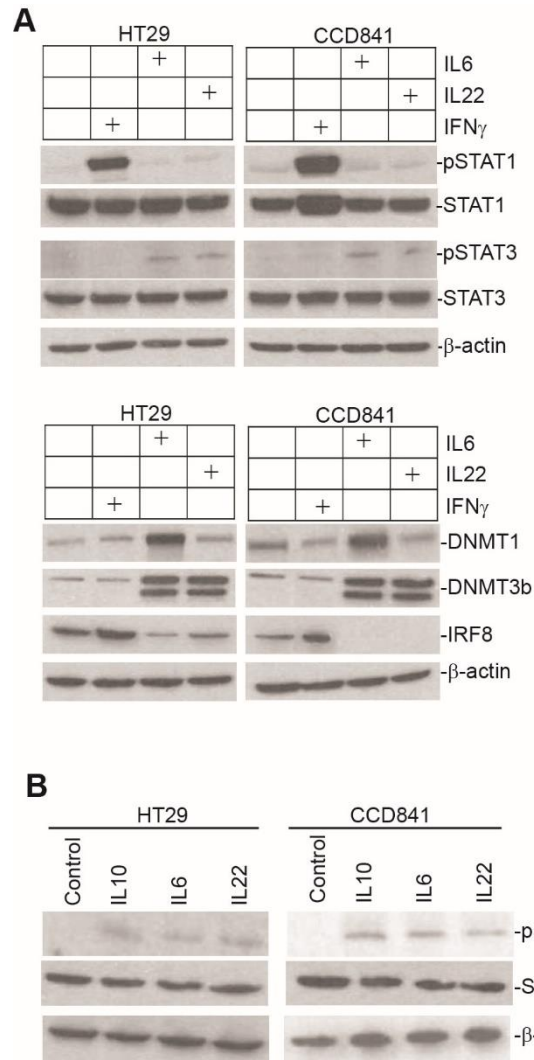 A
HT29 CCD841
+ + IL6
+ + IL22
+ + IFNγ
-pSTAT1
-STAT1
-pSTAT3
-STAT3
-β-actin
HT29 CCD841
+ + IL6
+ + IL22
+ + IFNγ
-DNMT1
-DNMT3b
-IRF8
-β-actin
B
HT29 CCD841
Control IL10 IL6 IL22 Control IL10 IL6 IL22
-p
-S
-β-